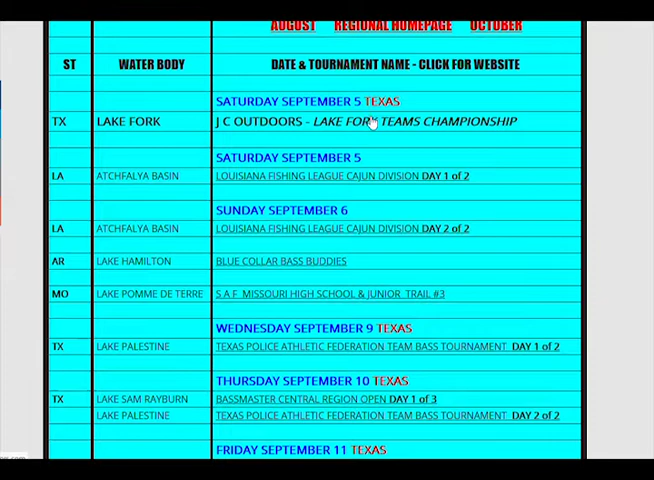 AUGUST REGIONAL HOMEPAGE OCTOBER
ST WATER BODY DATE & TOURNAMENT NAME - CLICK FOR WEBSITE
SATURDAY SEPTEMBER 5 TEXAS
TX LAKE FORK J C OUTDOORS - LAKE FORK TEAMS CHAMPIONSHIP
SATURDAY SEPTEMBER 5
LA ATCHFALYA BASIN LOUISIANA FISHING LEAGUE CAJUN DIVISION DAY 1 of 2
SUNDAY SEPTEMBER 6
LA ATCHFALYA BASIN LOUISIANA FISHING LEAGUE CAJUN DIVISION DAY 2 of 2
AR LAKE HAMILTON BLUE COLLAR BASS BUDDIES
MO LAKE POMME DE TERRE S A F MISSOURI HIGH SCHOOL & JUNIOR TRAIL #3
WEDNESDAY SEPTEMBER 9 TEXAS
TX LAKE PALESTINE TEXAS POLICE ATHLETIC FEDERATION TEAM BASS TOURNAMENT DAY 1 of 2
THURSDAY SEPTEMBER 10 TEXAS
TX LAKE SAM RAYBURN BASSMASTER CENTRAL REGION OPEN DAY 1 of 3
LAKE PALESTINE TEXAS POLICE ATHLETIC FEDERATION TEAM BASS TOURNAMENT DAY 2 of 2
FRIDAY SEPTEMBER 11 TEXAS